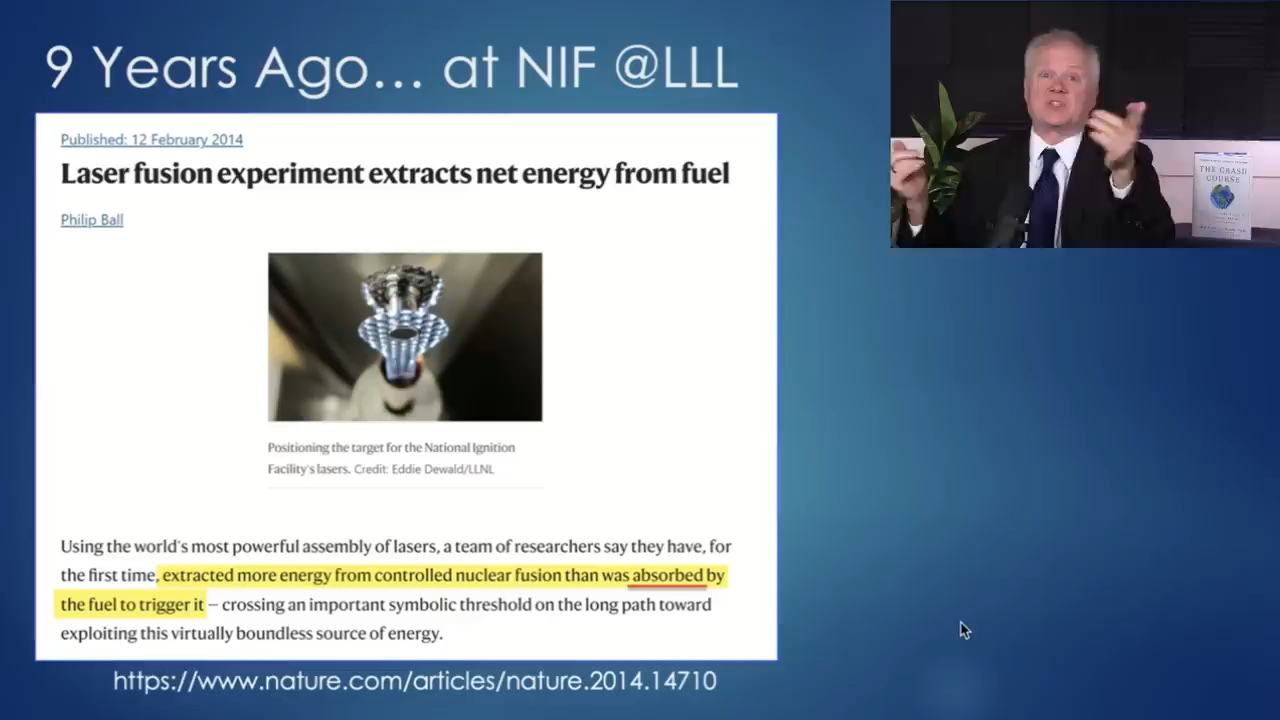 9 Years Ago... at NIF @LLL
Published: 12 February 2014
Laser fusion experiment extracts net energy from fuel
Philip Ball
THE CRASH
COURSE
Positioning the target for the National Ignition
Facility's lasers. Credit: Eddie Dewald/LLNL
Using the world's most powerful assembly of lasers, a team of researchers say they have, for
the first time, extracted more energy from controlled nuclear fusion than was absorbed by
the fuel to trigger it – crossing an important symbolic threshold on the long path toward
exploiting this virtually boundless source of energy.
https://www.nature.com/articles/nature.2014.14710